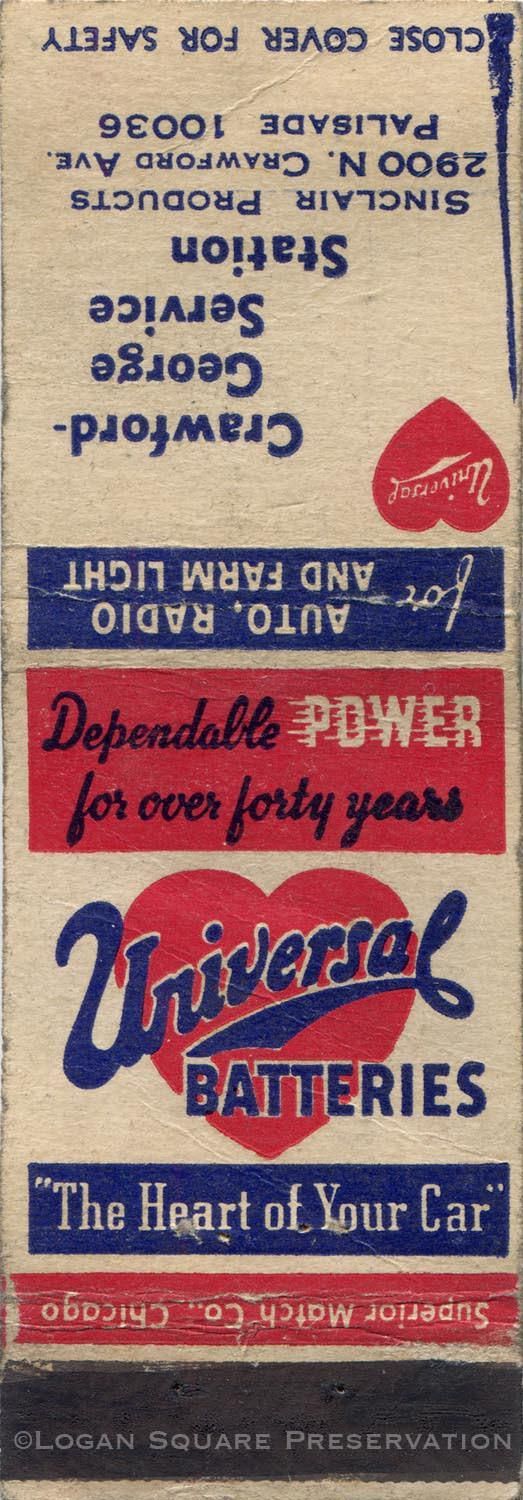 Dependable POWER
for over forty years
Universal
BATTERIES
"The Heart of Your Car"
Superior Match Co., Chicago
for AUTO, RADIO
AND FARM LIGHT
Universal
Crawford-
George
Service
Station
SINCLAIR PRODUCTS
2900 N. CRAWFORD AVE.
PALISADE 10036
CLOSE COVER FOR SAFETY
©LOGAN SQUARE PRESERVATION